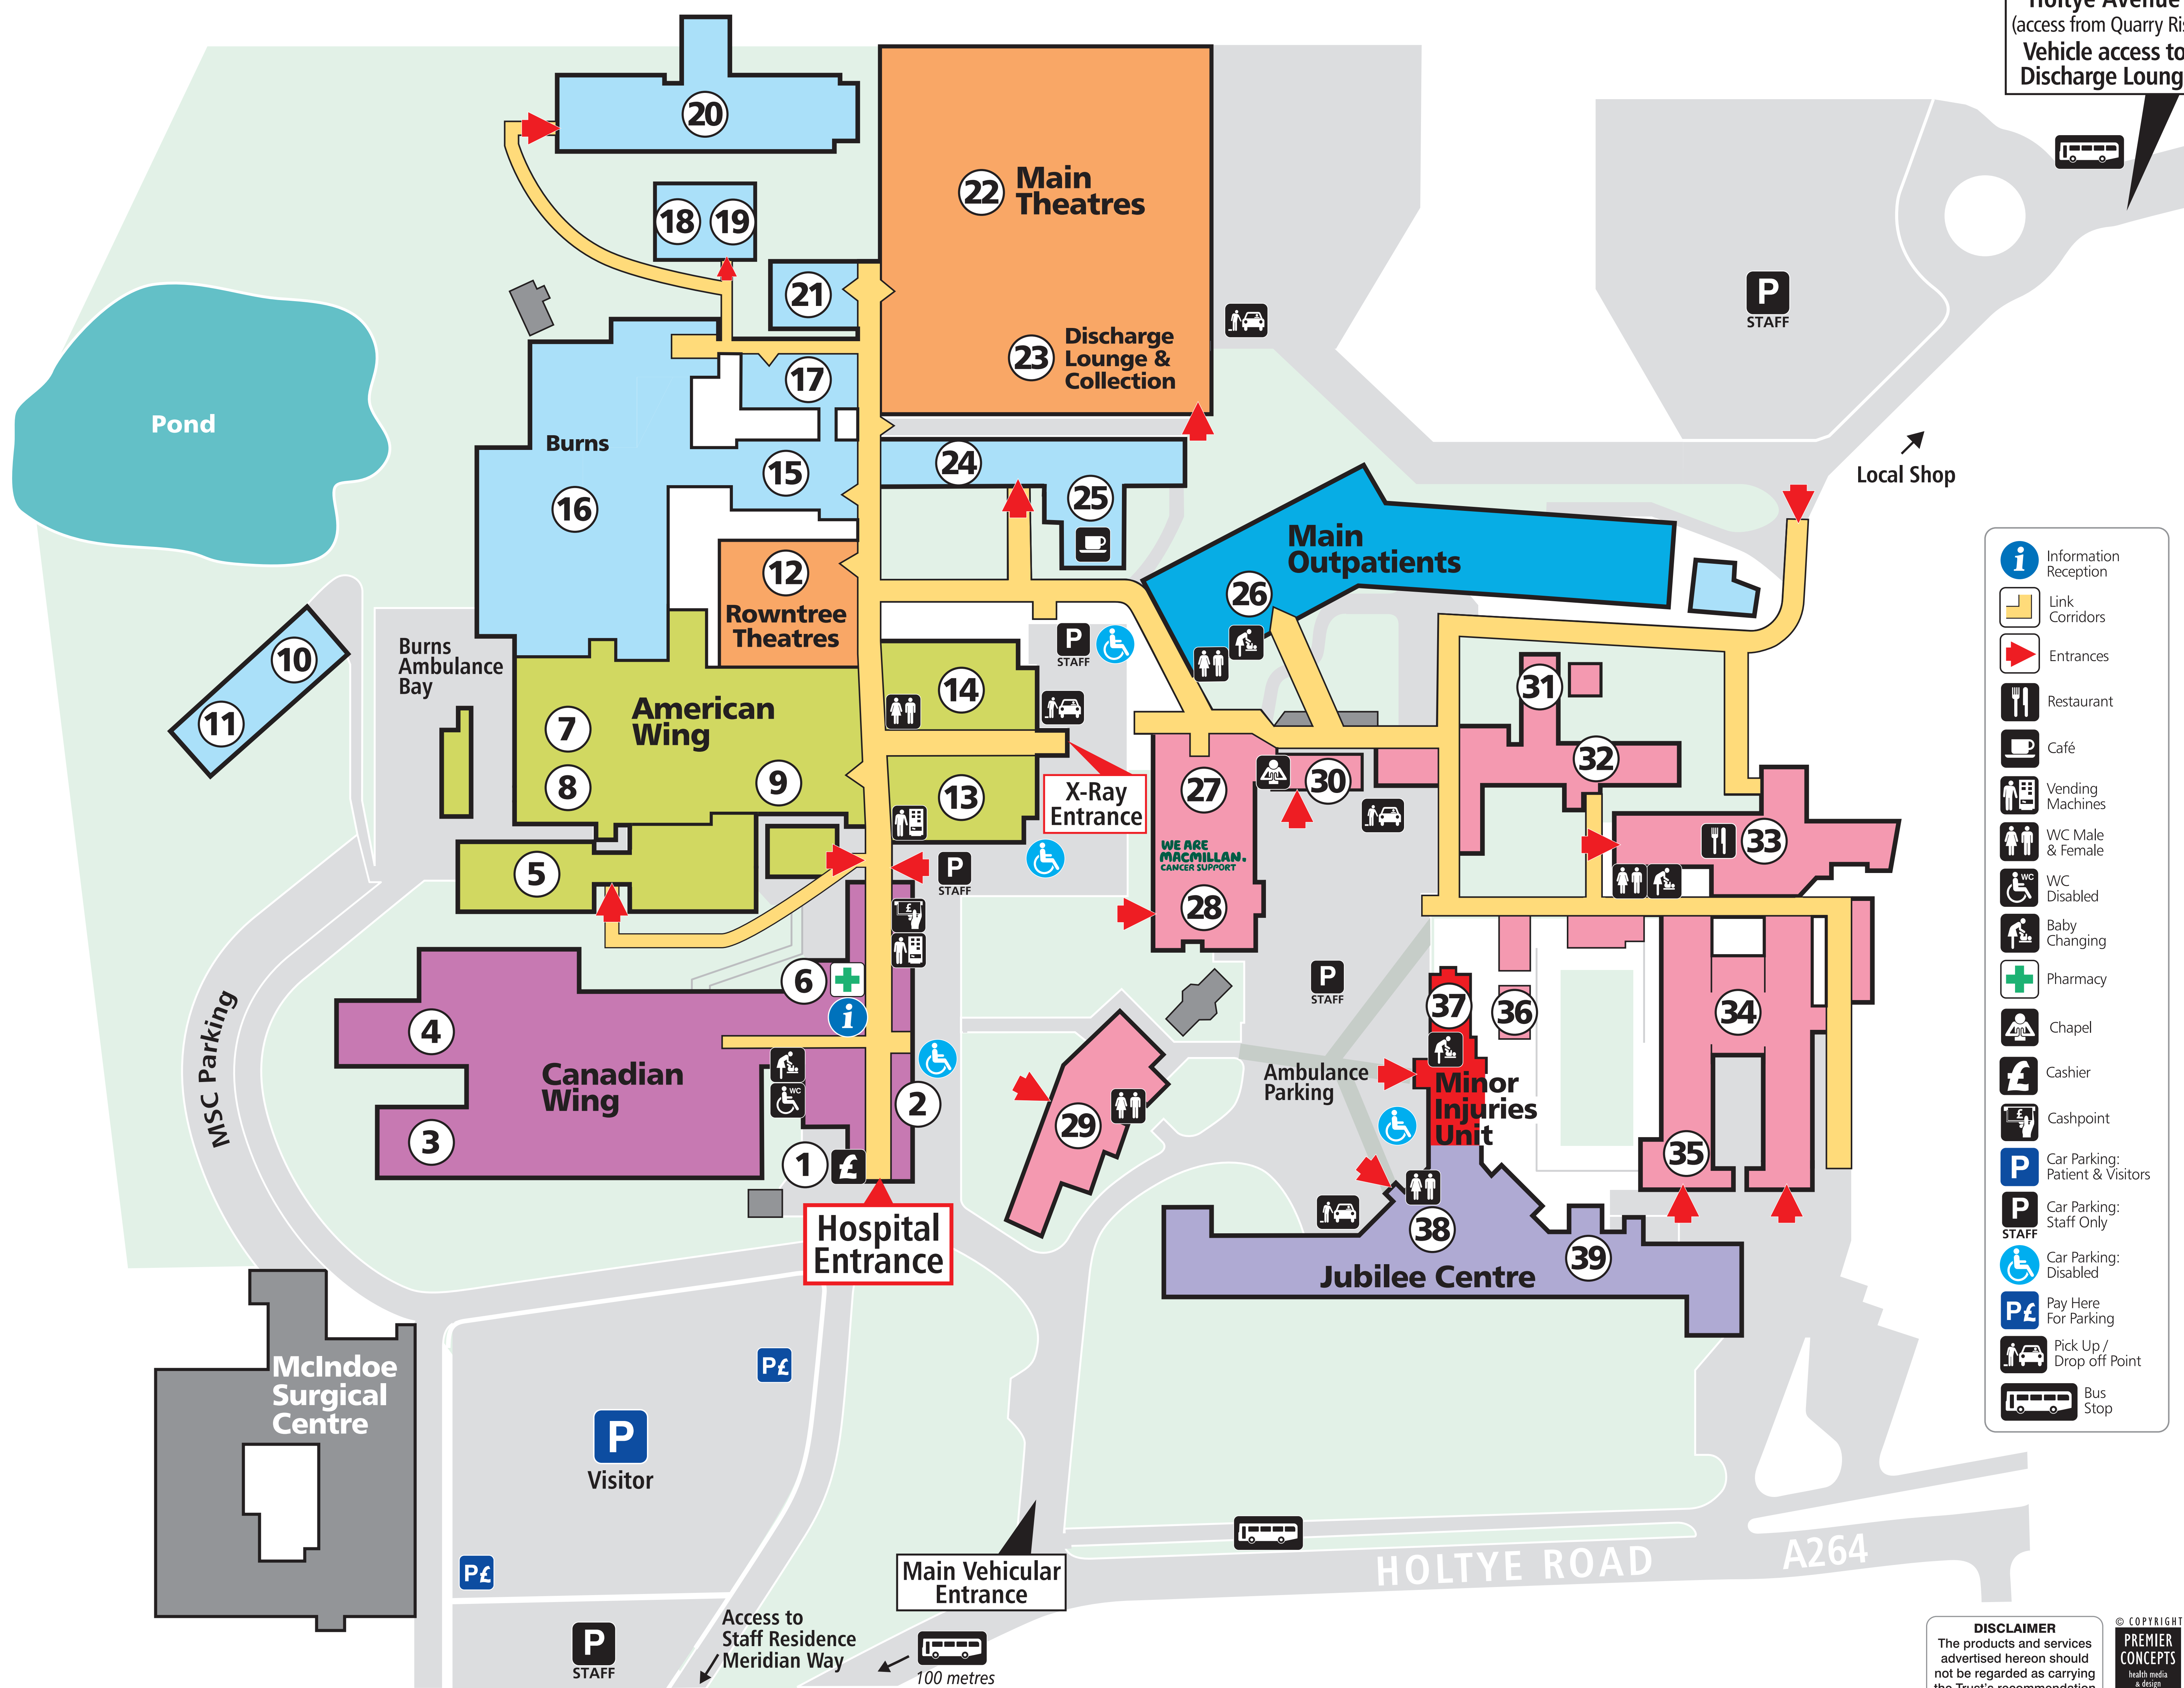 Holtye Avenue
(access from Quarry
Vehicle access to
Discharge
20
22
Main
Theatres
18
19
21
P
STAFF
23
Discharge
Lounge &
Collection
17
Pond
Burns
24
15
25
16
Local Shop
Main
Outpatients
26
12
Rowntree
Theatres
10
11
Burns
Ambulance
Bay
P
STAFF
14
American
Wing
7
8
9
31
32
X-Ray
Entrance
13
27
30
WE ARE
MACMILLAN.
CANCER SUPPORT
33
5
P
STAFF
28
£
6
i
P
STAFF
37
36
34
4
MSC Parking
Canadian
Wing
WC
2
Ambulance
Parking
Minor
Injuries
Unit
29
3
1
£
35
Hospital
Entrance
38
39
Jubilee Centre
McIndoe
Surgical
Centre
P£
P
Visitor
P£
Main Vehicular
Entrance
HOLTYE ROAD
A264
P
STAFF
Access to
Staff Residence
Meridian Way
100 metres
i
Information
Reception
Link
Corridors
Entrances
Restaurant
Café
Vending
Machines
WC Male
& Female
WC
WC
Disabled
Baby
Changing
Pharmacy
Chapel
£
Cashier
£
Cashpoint
P
Car Parking:
Patient & Visitors
P
STAFF
Car Parking:
Staff Only
Car Parking:
Disabled
P£
Pay Here
For Parking
Pick Up /
Drop off Point
Bus
Stop
DISCLAIMER
The products and services
advertised hereon should
not be regarded as carrying
the Trust's recommendation
© COPYRIGHT
PREMIER
CONCEPTS
health media
& design